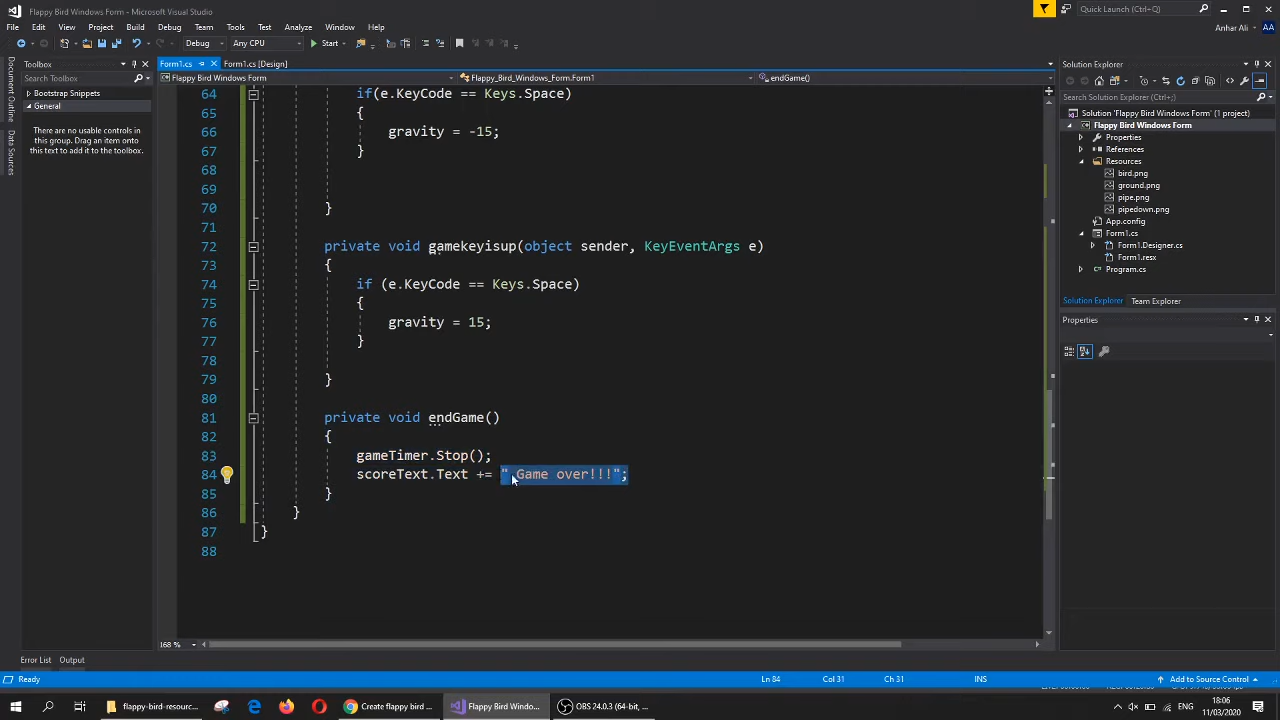 Flappy Bird Windows Form - Microsoft Visual Studio
Quick Launch (Ctrl+Q)
File Edit View Project Build Debug Team Tools Test Analyze Window Help
Anhar Ali AA
Debug Any CPU Start
Document Outline
Data Sources
Toolbox
Search Toolbox
Bootstrap Snippets
General
There are no usable controls in
this group. Drag an item onto
this text to add it to the toolbox.
Form1.cs Form1.cs [Design]
Flappy Bird Windows Form Flappy_Bird_Windows_Form.Form1 endGame()
64 if(e.KeyCode == Keys.Space)
65 {
66 gravity = -15;
67 }
68
69
70 }
71
72 private void gamekeyisup(object sender, KeyEventArgs e)
73 {
74 if (e.KeyCode == Keys.Space)
75 {
76 gravity = 15;
77 }
78
79 }
80
81 private void endGame()
82 {
83 gameTimer.Stop();
84 scoreText.Text += " Game over!!!";
85 }
86 }
87 }
88
168 %
Solution Explorer
Search Solution Explorer (Ctrl+;)
Solution 'Flappy Bird Windows Form' (1 project)
Flappy Bird Windows Form
Properties
References
Resources
bird.png
ground.png
pipe.png
pipedown.png
App.config
Form1.cs
Form1.Designer.cs
Form1.resx
Program.cs
Solution Explorer Team Explorer
Properties
Error List Output
Ready Ln 84 Col 31 Ch 31 INS Add to Source Control
flappy-bird-resourc... Create flappy bird ... Flappy Bird Windo... OBS 24.0.3 (64-bit, ...
18:06
11/03/2020